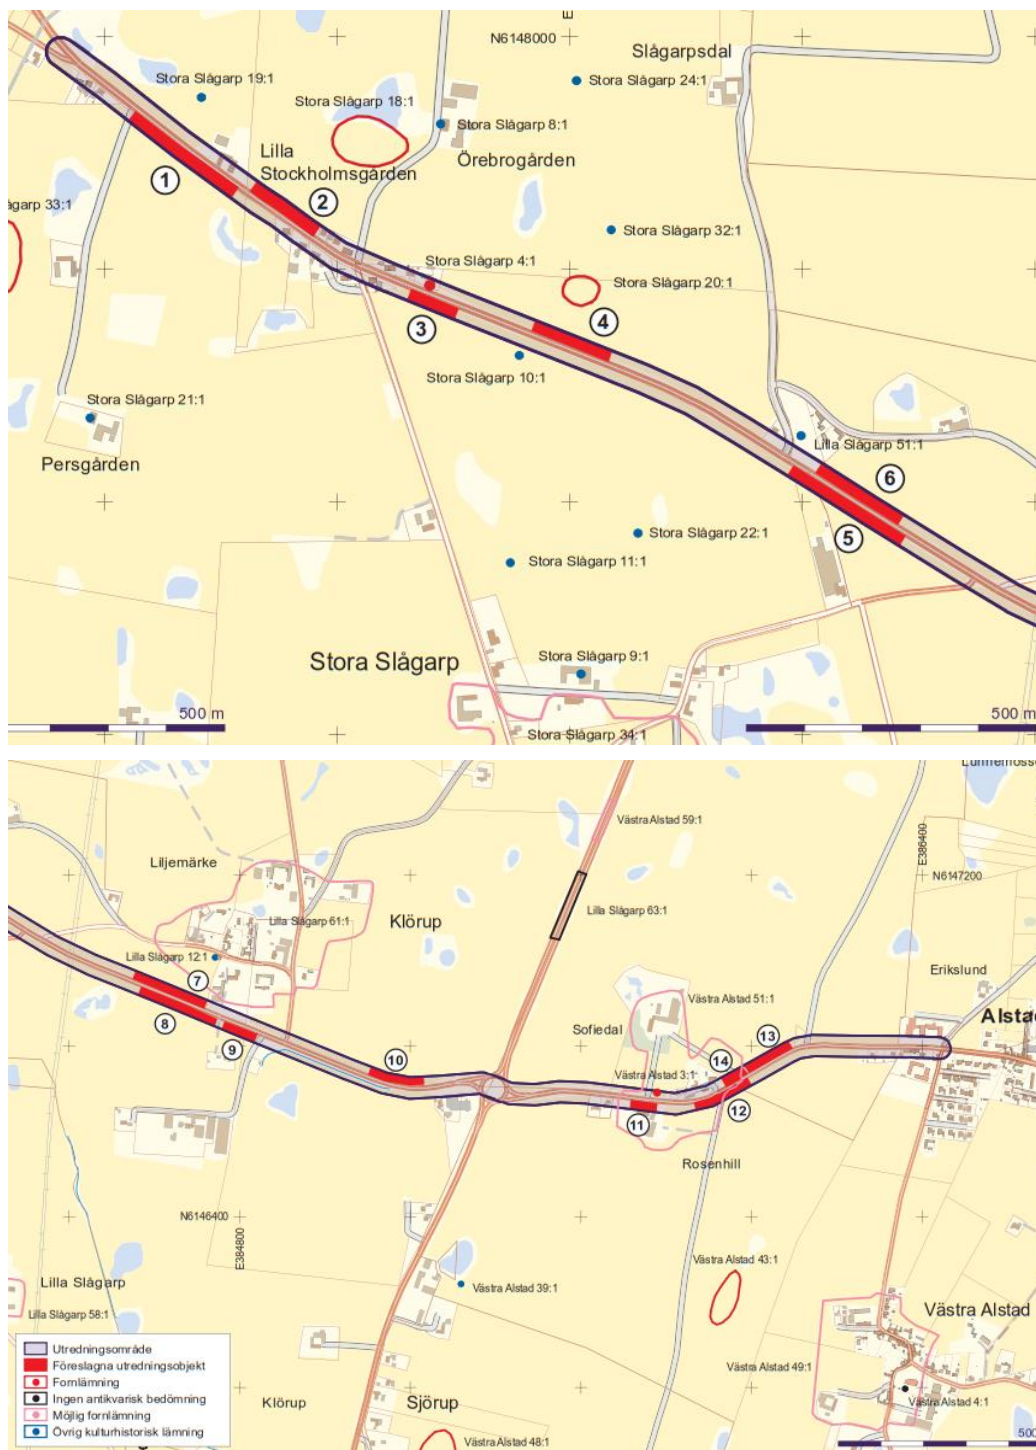 N6148000
E
Slågarpsdal
Stora Slågarp 19:1
Stora Slågarp 24:1
Stora Slågarp 18:1
Stora Slågarp 8:1
Lilla
Stockholmsgården
Örebrogården
1
2
ågarp 33:1
Stora Slågarp 32:1
Stora Slågarp 4:1
Stora Slågarp 20:1
3
4
Stora Slågarp 10:1
Stora Slågarp 21:1
Persgården
Lilla Slågarp 51:1
6
5
Stora Slågarp 22:1
Stora Slågarp 11:1
Stora Slågarp
Stora Slågarp 9:1
500 m
500 m
Stora Slågarp 34:1
Västra Alstad 59:1
E386400
Liljemärke
N6147200
Lilla Slågarp 61:1
Klörup
Lilla Slågarp 63:1
Lilla Slågarp 12:1
Erikslund
7
Västra Alstad 51:1
8
Sofiedal
Alstad
9
13
10
14
Västra Alstad 3:1
11
12
Rosenhill
N6146400
E384800
Västra Alstad 43:1
Lilla Slågarp
Västra Alstad 39:1
Lilla Slågarp 58:1
Västra Alstad
Utredningsområde
Föreslagna utredningsobjekt
Västra Alstad 49:1
Fornlämning
Ingen antikvarisk bedömning
Klörup
Sjörup
Västra Alstad 4:1
Möjlig fornlämning
Övrig kulturhistorisk lämning
Västra Alstad 48:1
500